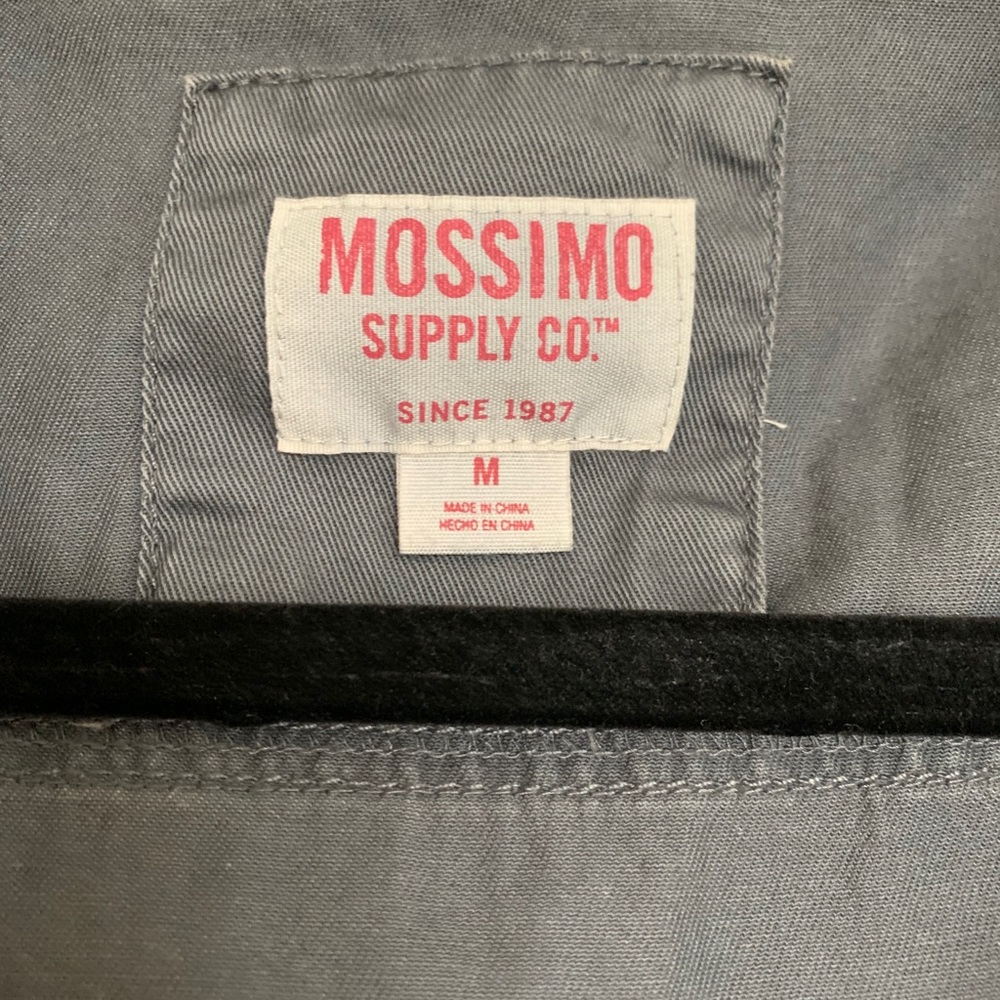 MOSSIMO
SUPPLY CO.™
SINCE 1987
M
MADE IN CHINA
HECHO EN CHINA